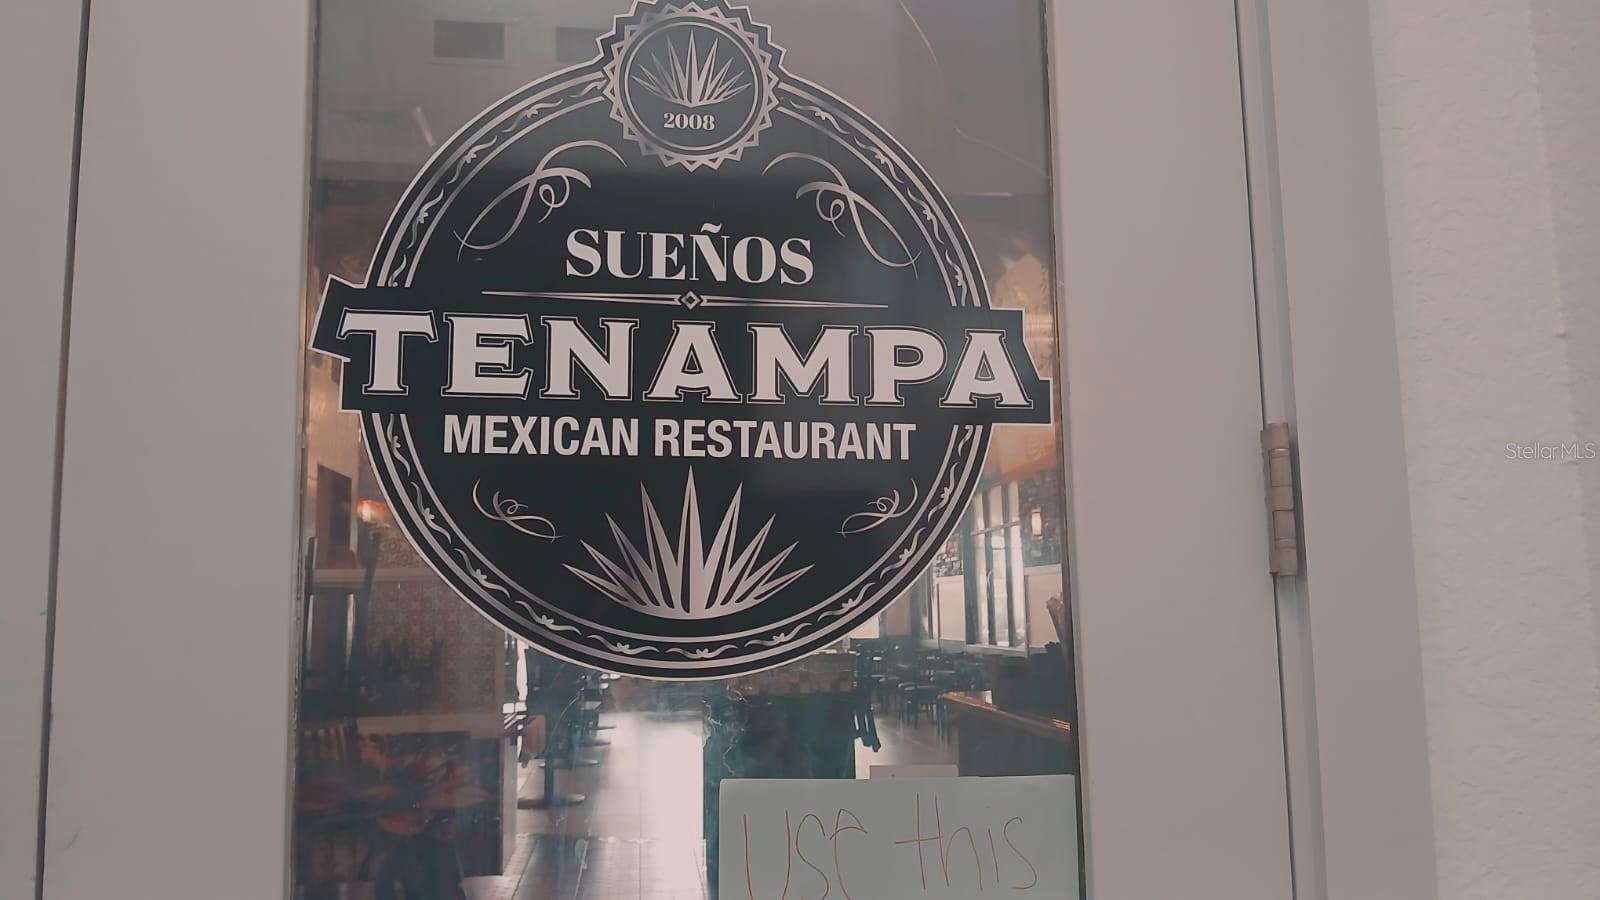 2008
SUEÑOS
TENAMPA
MEXICAN RESTAURANT
use this
StellarMLS